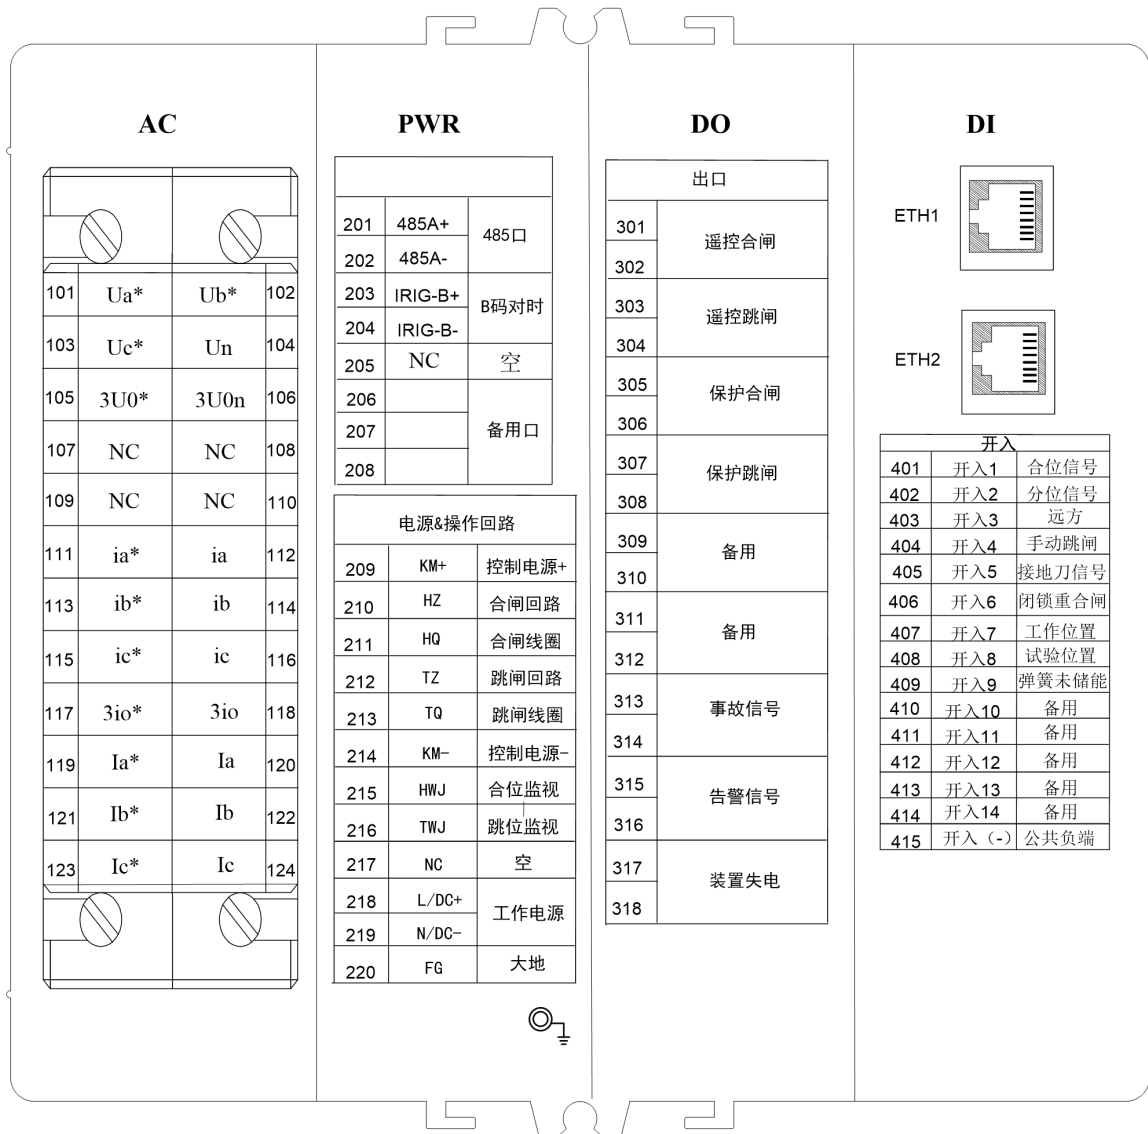 AC
101 Ua* Ub* 102
103 Uc* Un 104
105 3U0* 3U0n 106
107 NC NC 108
109 NC NC 110
111 ia* ia 112
113 ib* ib 114
115 ic* ic 116
117 3io* 3io 118
119 Ia* Ia 120
121 Ib* Ib 122
123 Ic* Ic 124
PWR
201 485A+ 485口
202 485A-
203 IRIG-B+ B码对时
204 IRIG-B-
205 NC 空
206
207 备用口
208
电源&操作回路
209 KM+ 控制电源+
210 HZ 合闸回路
211 HQ 合闸线圈
212 TZ 跳闸回路
213 TQ 跳闸线圈
214 KM- 控制电源-
215 HWJ 合位监视
216 TWJ 跳位监视
217 NC 空
218 L/DC+ 工作电源
219 N/DC-
220 FG 大地
DO
出口
301 遥控合闸
302
303 遥控跳闸
304
305 保护合闸
306
307 保护跳闸
308
309 备用
310
311 备用
312
313 事故信号
314
315 告警信号
316
317 装置失电
318
DI
ETH1
ETH2
开入
401 开入1 合位信号
402 开入2 分位信号
403 开入3 远方
404 开入4 手动跳闸
405 开入5 接地刀信号
406 开入6 闭锁重合闸
407 开入7 工作位置
408 开入8 试验位置
409 开入9 弹簧未储能
410 开入10 备用
411 开入11 备用
412 开入12 备用
413 开入13 备用
414 开入14 备用
415 开入（-） 公共负端